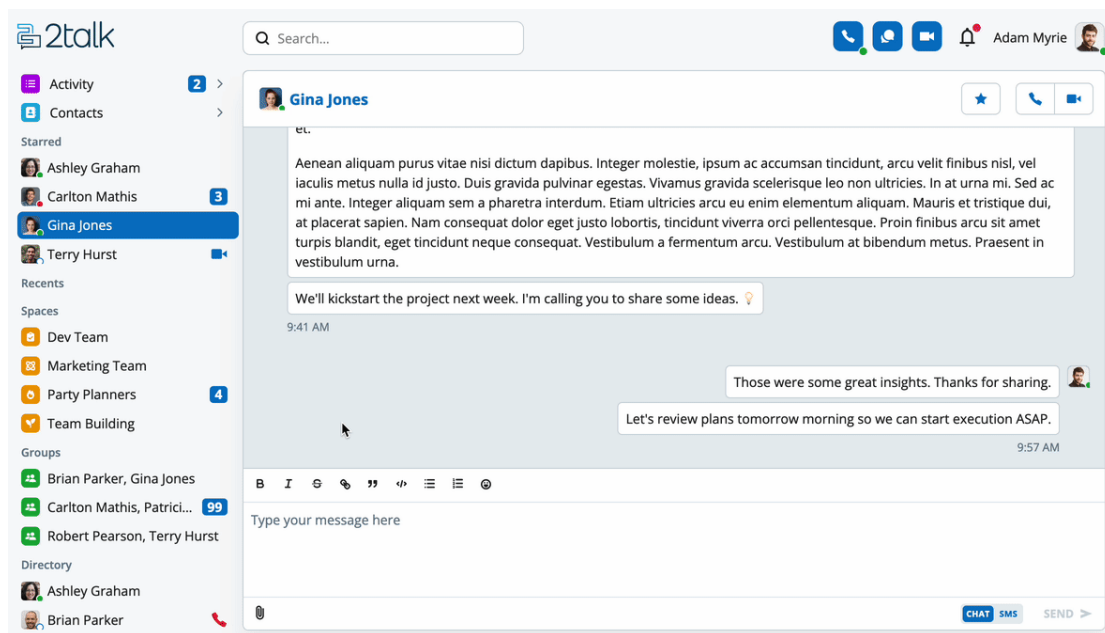 2talk
Search...
Adam Myrie
Activity 2
Contacts
Starred
Ashley Graham
Carlton Mathis 3
Gina Jones
Terry Hurst
Recents
Spaces
Dev Team
Marketing Team
Party Planners 4
Team Building
Groups
Brian Parker, Gina Jones
Carlton Mathis, Patrici... 99
Robert Pearson, Terry Hurst
Directory
Ashley Graham
Brian Parker
Gina Jones
et.
Aenean aliquam purus vitae nisi dictum dapibus. Integer molestie, ipsum ac accumsan tincidunt, arcu velit finibus nisl, vel
iaculis metus nulla id justo. Duis gravida pulvinar egestas. Vivamus gravida scelerisque leo non ultricies. In at urna mi. Sed ac
mi ante. Integer aliquam sem a pharetra interdum. Etiam ultricies arcu eu enim elementum aliquam. Mauris et tristique dui,
at placerat sapien. Nam consequat dolor eget justo lobortis, tincidunt viverra orci pellentesque. Proin finibus arcu sit amet
turpis blandit, eget tincidunt neque consequat. Vestibulum a fermentum arcu. Vestibulum at bibendum metus. Praesent in
vestibulum urna.
We'll kickstart the project next week. I'm calling you to share some ideas.
9:41 AM
Those were some great insights. Thanks for sharing.
Let's review plans tomorrow morning so we can start execution ASAP.
9:57 AM
B I S
Type your message here
CHAT SMS SEND